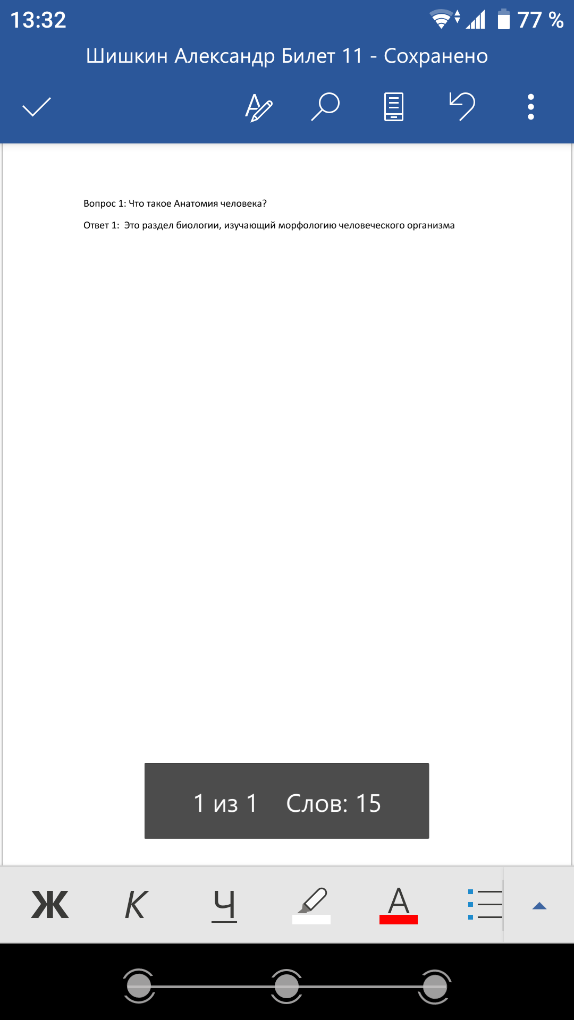 13:32
77 %
Шишкин Александр Билет 11 - Сохранено
Вопрос 1: Что такое Анатомия человека?
Ответ 1:  Это раздел биологии, изучающий морфологию человеческого организма
1 из 1 Слов: 15
Ж К Ч А